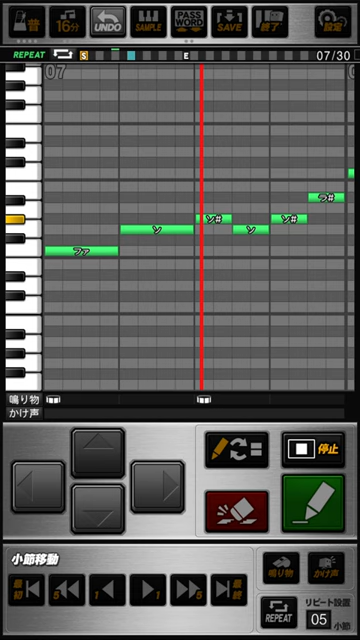 普 16分 UNDO SAMPLE PASS WORD SAVE 終了 設定
REPEAT S E 07/30
07
ラ#
ソ# ソ#
ソ ソ
ファ
鳴り物
かけ声
停止
小節移動
最初 5 1 1 5 最終
鳴り物 かけ声
REPEAT リピート設置
05 小節